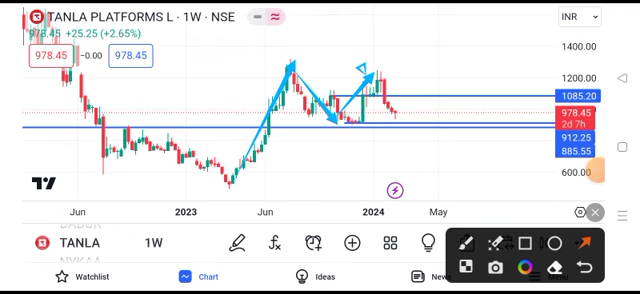 TANLA PLATFORMS L · 1W · NSE
INR
978.45 +25.25 (+2.65%)
978.45 −0.00 978.45
1400.00
1200.00
1085.20
978.45
2d 7h
912.25
885.55
600.00
Jun 2023 Jun 2024 May
TANLA 1W
NYKAA
Watchlist Chart Ideas News